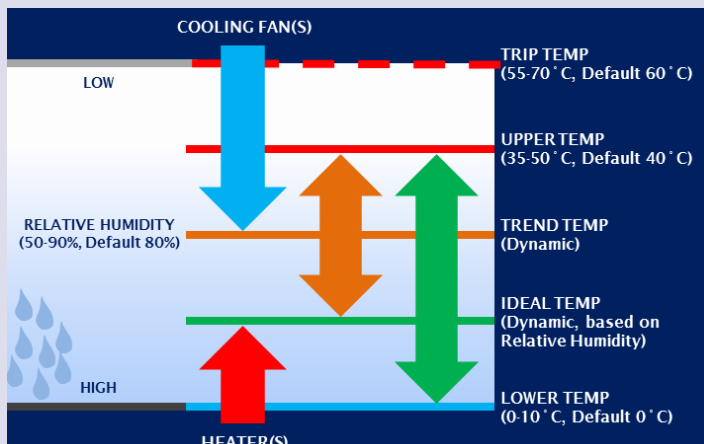 COOLING FAN(S)
TRIP TEMP
(55-70˚C, Default 60˚C)
LOW
UPPER TEMP
(35-50˚C, Default 40˚C)
RELATIVE HUMIDITY
(50-90%, Default 80%)
TREND TEMP
(Dynamic)
IDEAL TEMP
(Dynamic, based on
Relative Humidity)
HIGH
LOWER TEMP
(0-10˚C, Default 0˚C)
HEATER(S)